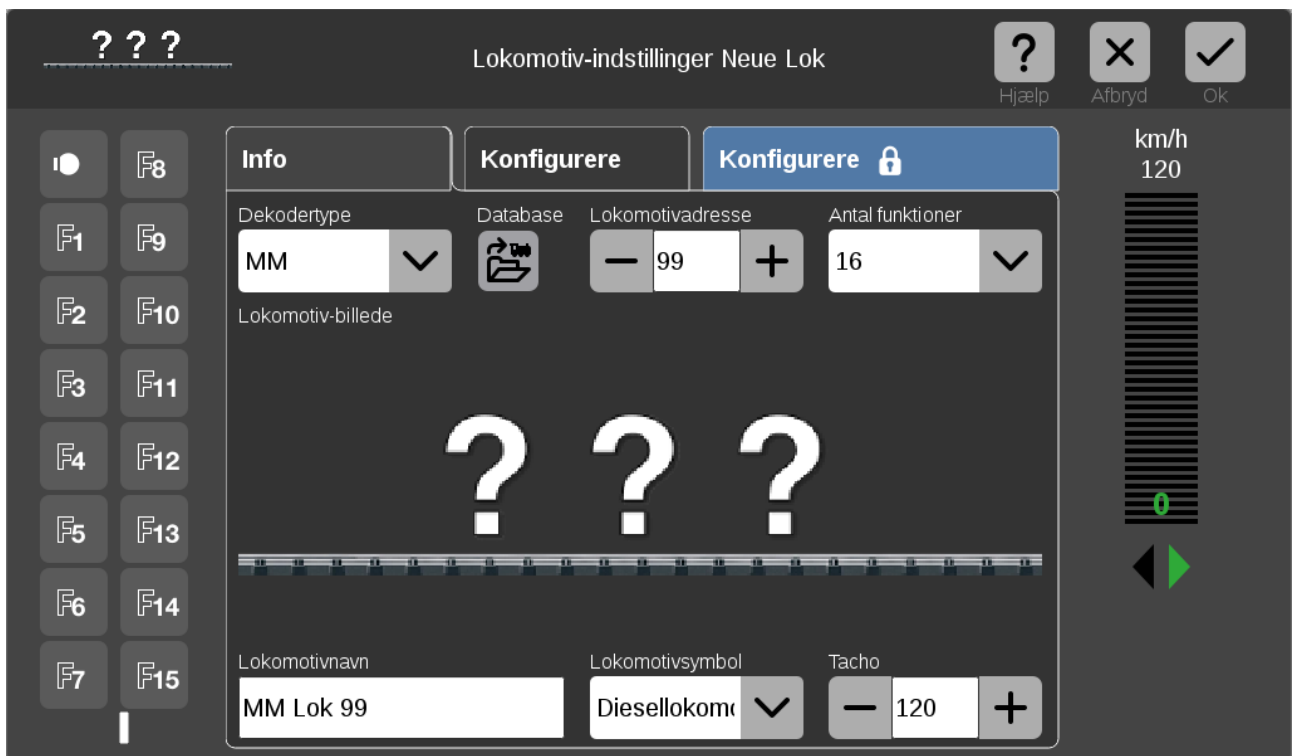 ? ? ?
Lokomotiv-indstillinger Neue Lok
?
Hjælp
Afbryd
Ok
F8
F1
F9
F2
F10
F3
F11
F4
F12
F5
F13
F6
F14
F7
F15
Info
Konfigurere
Konfigurere
Dekodertype
Database
Lokomotivadresse
Antal funktioner
MM
99
16
Lokomotiv-billede
? ? ?
Lokomotivnavn
Lokomotivsymbol
Tacho
MM Lok 99
Diesellokom
120
km/h
120
0